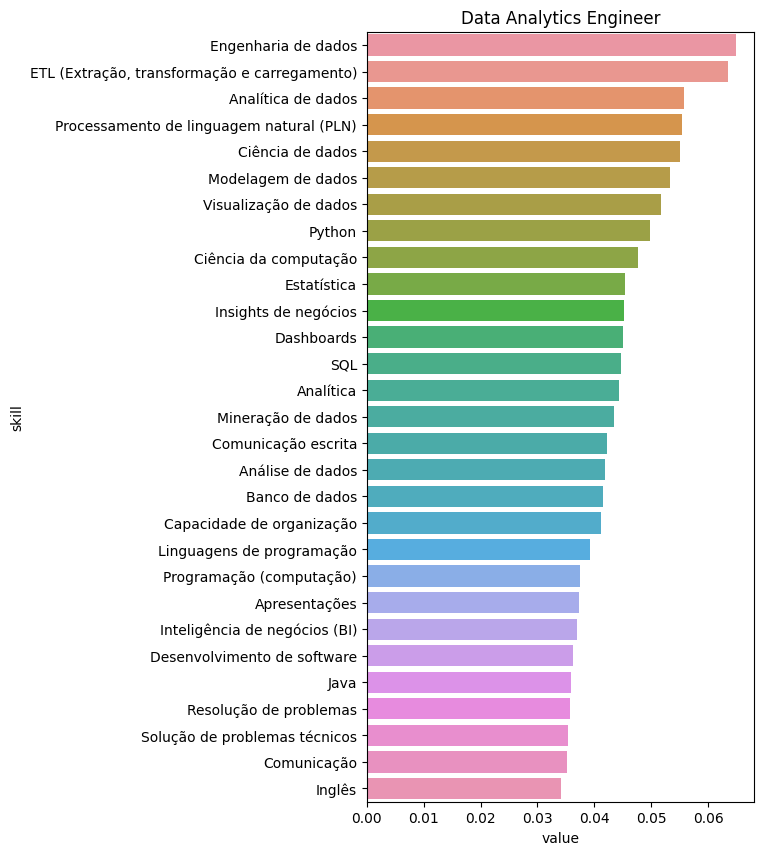 Data Analytics Engineer
Engenharia de dados
ETL (Extração, transformação e carregamento)
Analítica de dados
Processamento de linguagem natural (PLN)
Ciência de dados
Modelagem de dados
Visualização de dados
Python
Ciência da computação
Estatística
Insights de negócios
Dashboards
SQL
Analítica
Mineração de dados
Comunicação escrita
Análise de dados
Banco de dados
Capacidade de organização
Linguagens de programação
Programação (computação)
Apresentações
Inteligência de negócios (BI)
Desenvolvimento de software
Java
Resolução de problemas
Solução de problemas técnicos
Comunicação
Inglês
skill
0.00 0.01 0.02 0.03 0.04 0.05 0.06
value